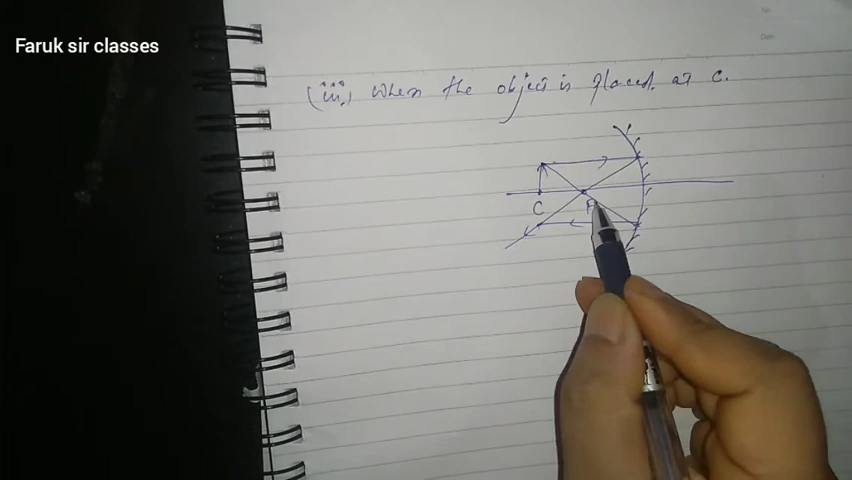 Faruk sir classes
(iii) When the object is placed at C.
C F